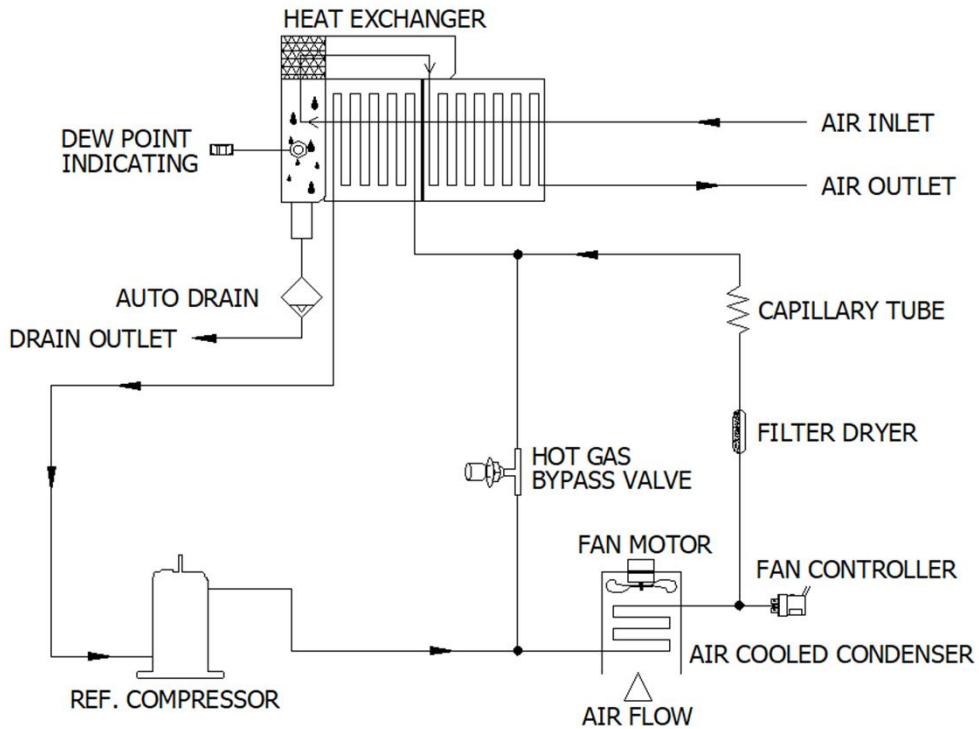 HEAT EXCHANGER
AIR INLET
DEW POINT
INDICATING
AIR OUTLET
AUTO DRAIN
CAPILLARY TUBE
DRAIN OUTLET
FILTER DRYER
HOT GAS
BYPASS VALVE
FAN MOTOR
FAN CONTROLLER
AIR COOLED CONDENSER
REF. COMPRESSOR
AIR FLOW